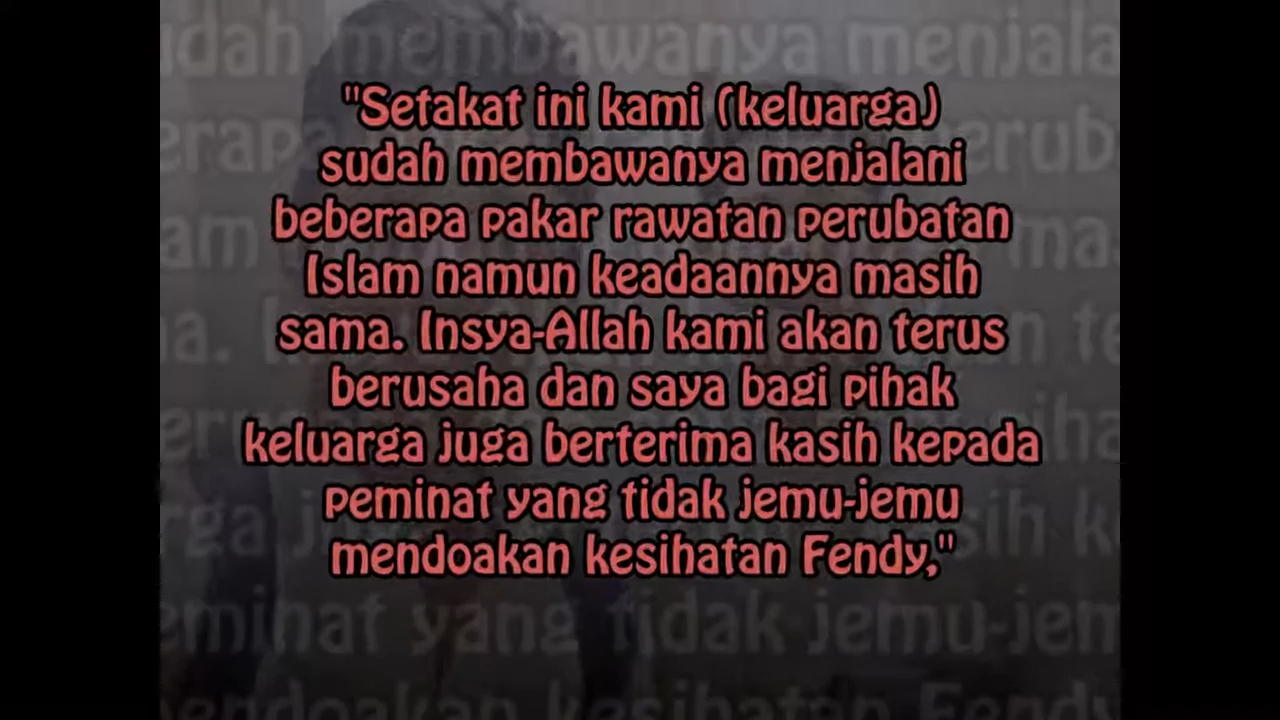 "Setakat ini kami (keluarga)
sudah membawanya menjalani
beberapa pakar rawatan perubatan
Islam namun keadaannya masih
sama. Insya-Allah kami akan terus
berusaha dan saya bagi pihak
keluarga juga berterima kasih kepada
peminat yang tidak jemu-jemu
mendoakan kesihatan Fendy,"